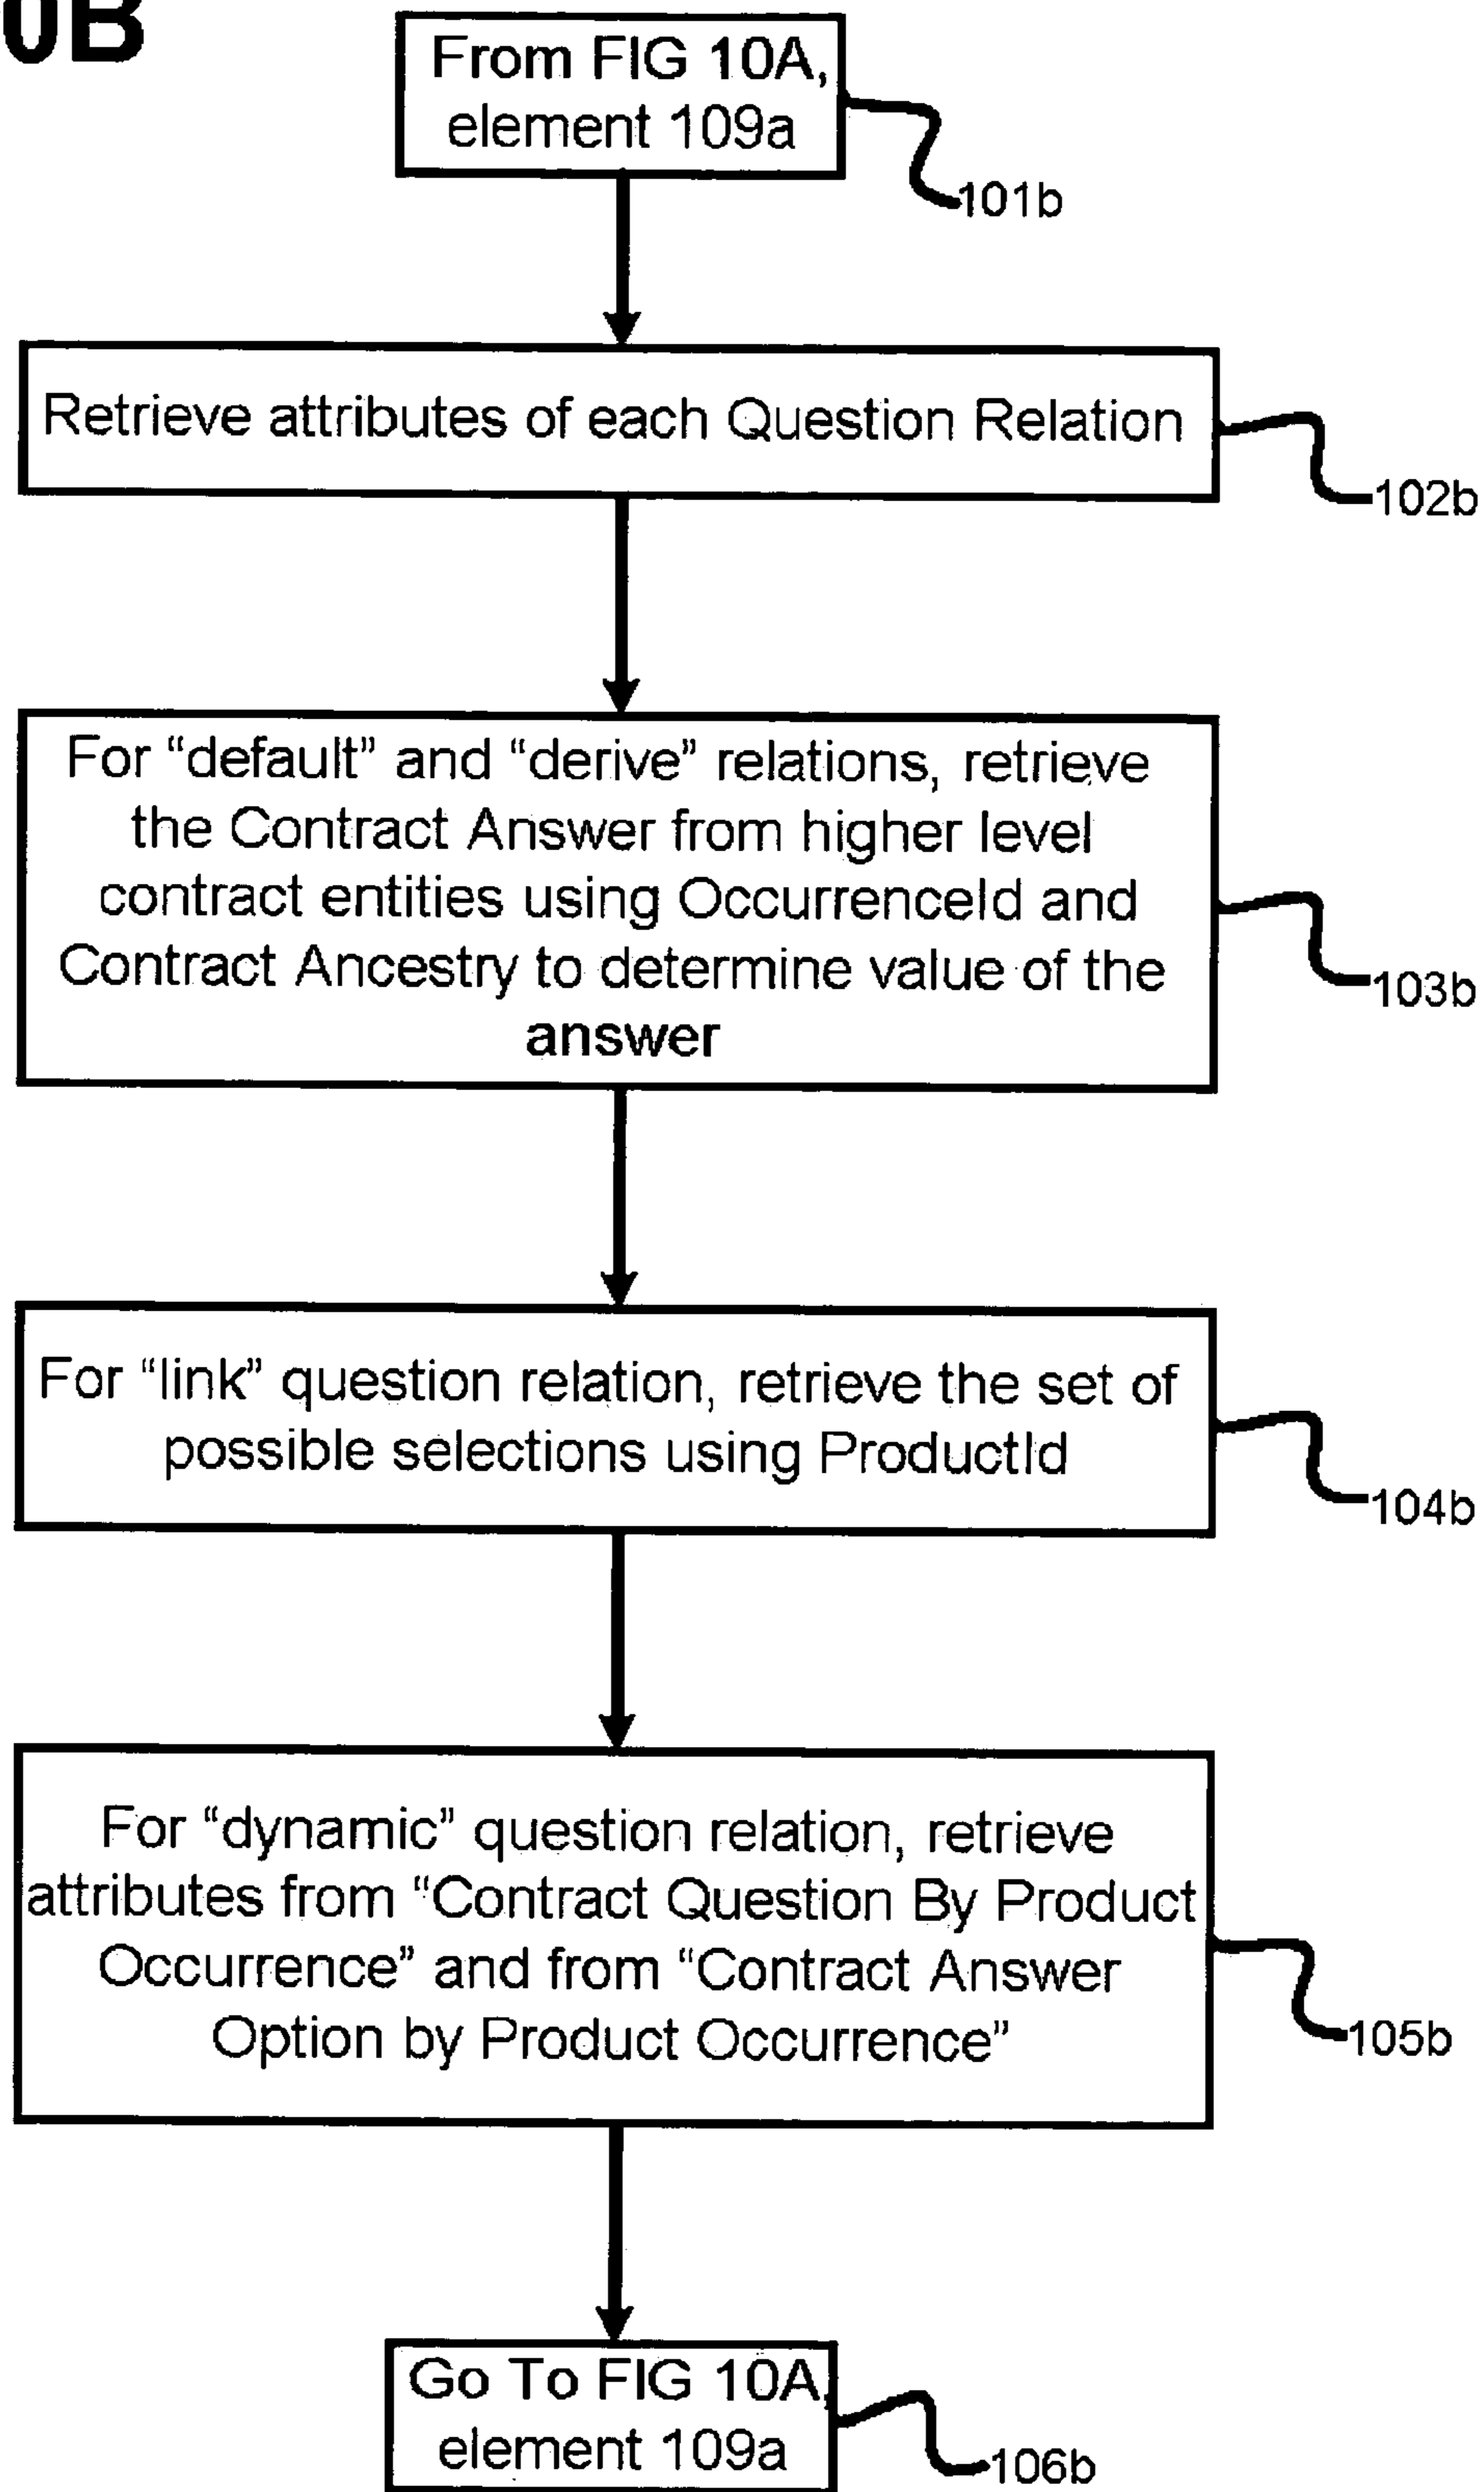 0B
From FIG 10A,
element 109a
101b
Retrieve attributes of each Question Relation
102b
For “default” and “derive” relations, retrieve
the Contract Answer from higher level
contract entities using OccurrenceId and
Contract Ancestry to determine value of the
answer
103b
For “link” question relation, retrieve the set of
possible selections using ProductId
104b
For “dynamic” question relation, retrieve
attributes from “Contract Question By Product
Occurrence” and from “Contract Answer
Option by Product Occurrence”
105b
Go To FIG 10A,
element 109a
106b